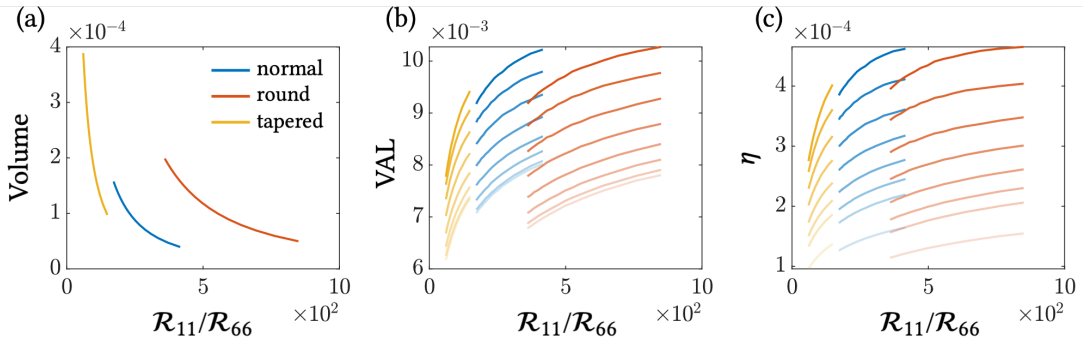 (a)
×10⁻⁴
4
3
2
1
0
Volume
normal
round
tapered
0
5
10
×10²
𝓡₁₁/𝓡₆₆
(b)
×10⁻³
10
9
8
7
6
VAL
0
5
10
×10²
𝓡₁₁/𝓡₆₆
(c)
×10⁻⁴
4
3
2
1
η
0
5
10
×10²
𝓡₁₁/𝓡₆₆